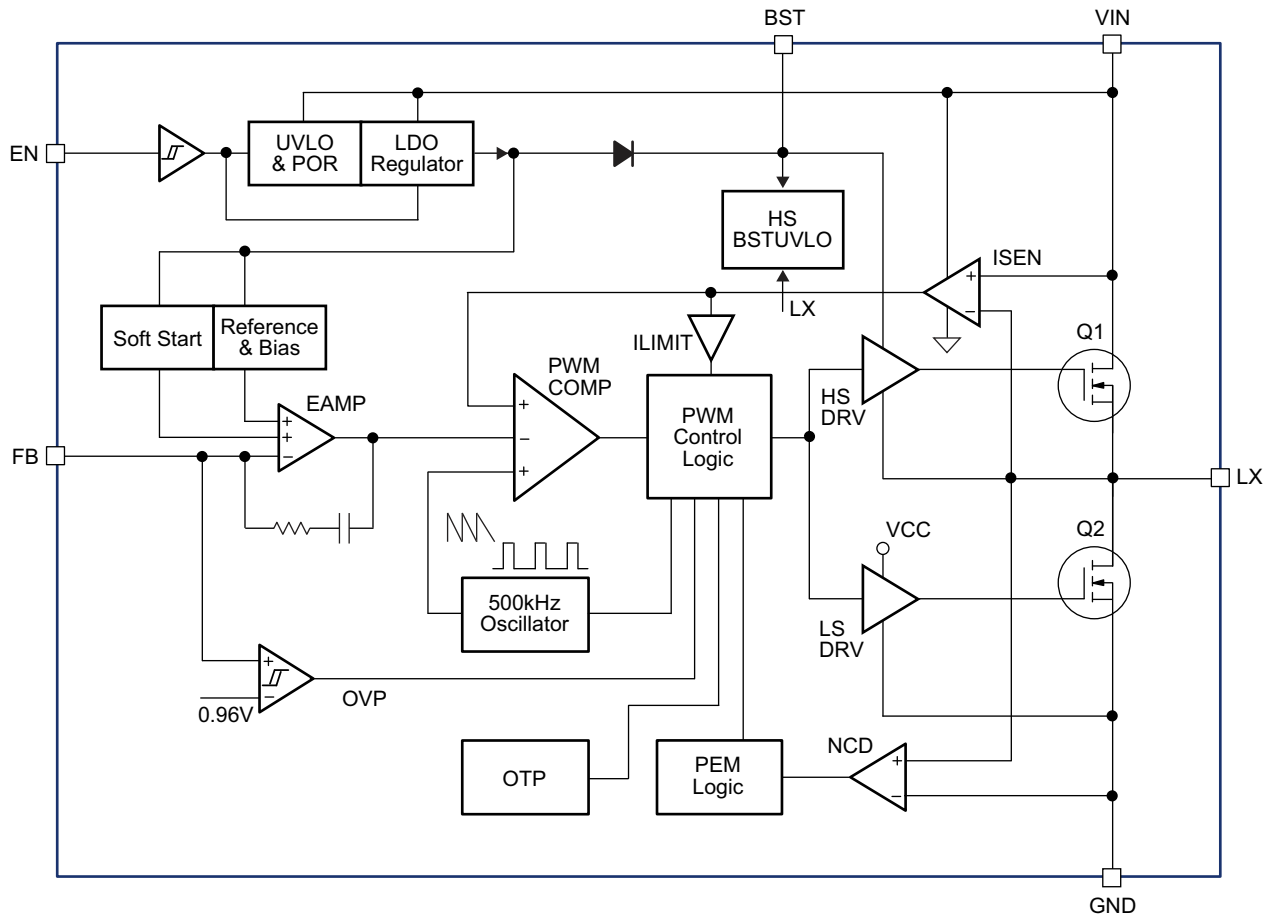 BST
VIN
EN
UVLO
& POR
LDO
Regulator
HS
BSTUVLO
LX
ISEN
+
−
Soft Start
Reference
& Bias
ILIMIT
Q1
PWM
COMP
+
−
+
EAMP
+
+
−
PWM
Control
Logic
HS
DRV
FB
LX
VCC
Q2
500kHz
Oscillator
LS
DRV
+
−
OVP
0.96V
OTP
PEM
Logic
NCD
+
−
GND